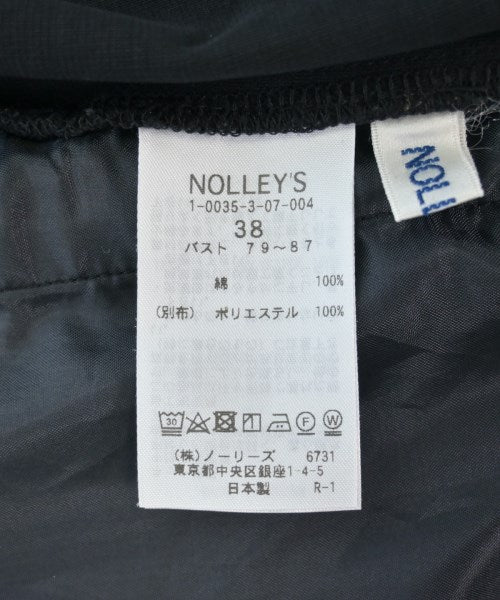 NOLLEY'S
1-0035-3-07-004
38
バスト 79～87
綿 100%
(別布) ポリエステル 100%
30 F W
(株)ノーリーズ 6731
東京都中央区銀座1-4-5
日本製 R-1
NOLL